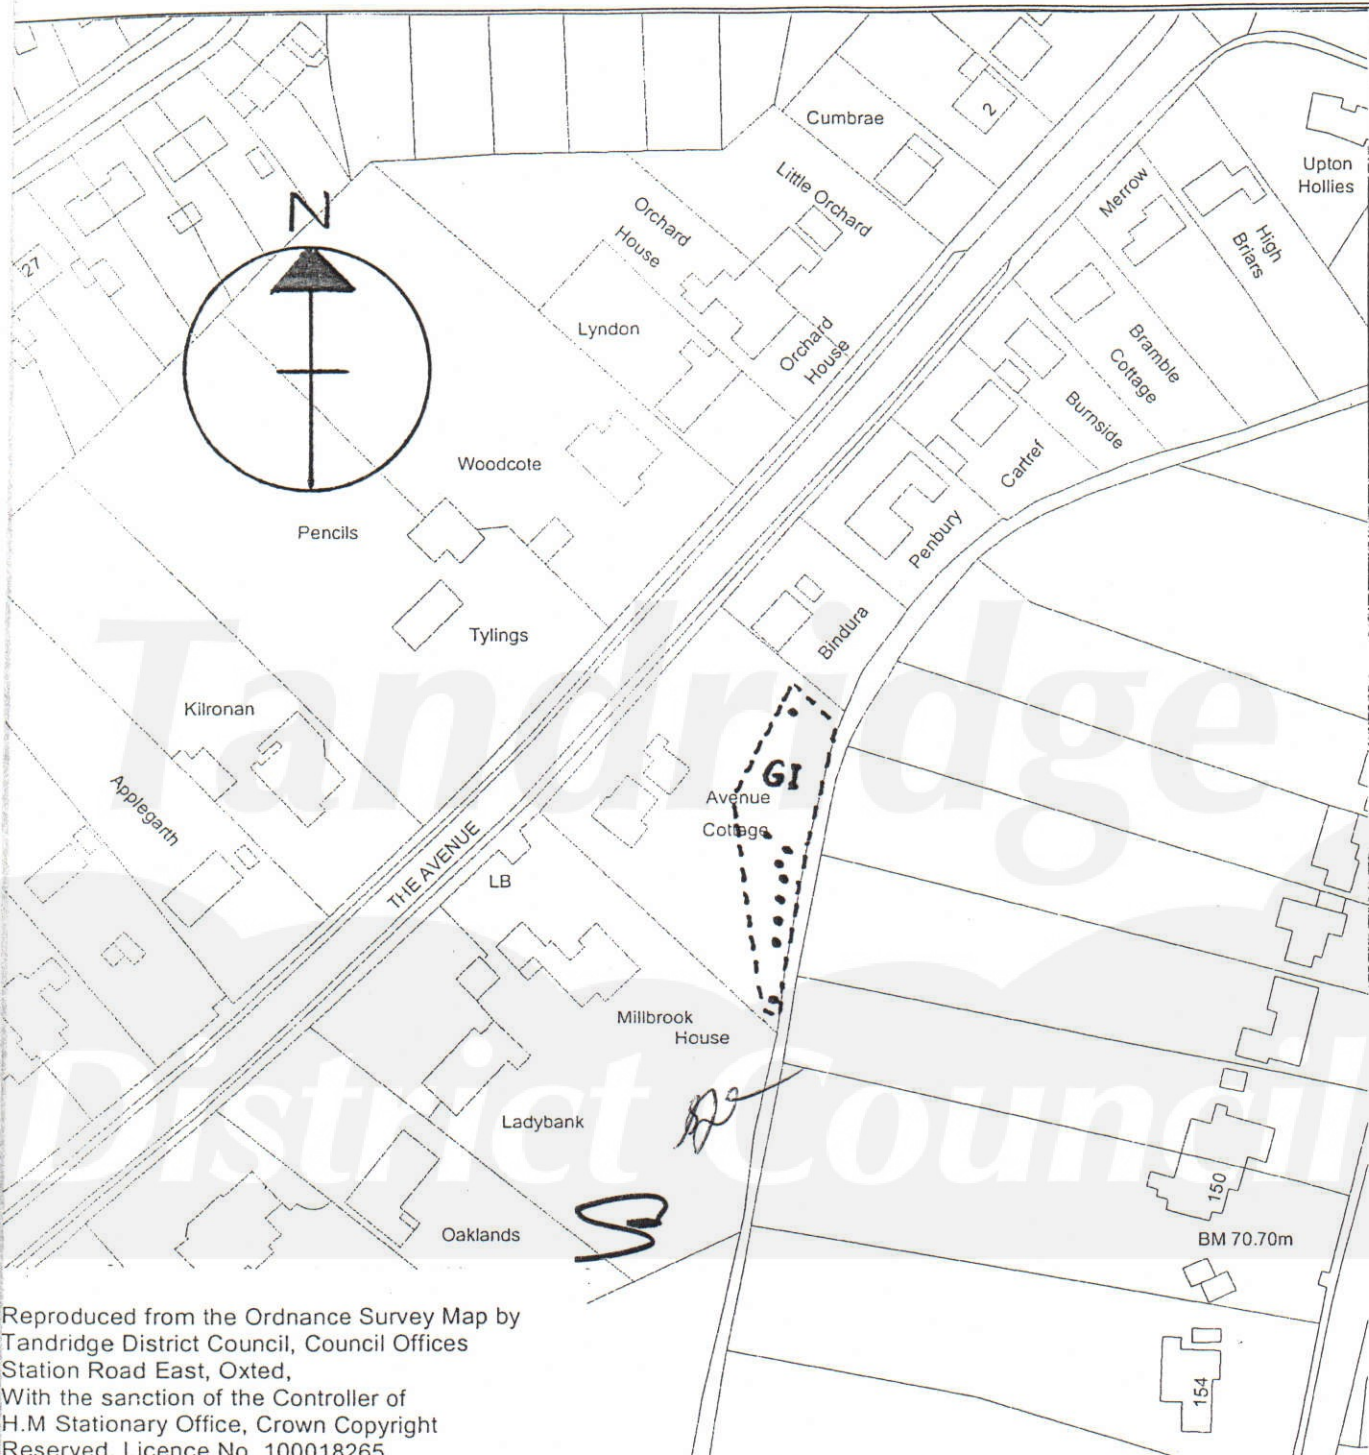 Cumbrae
2
Upton
Hollies
Little Orchard
Merrow
Orchard
House
High
Briars
27
N
Lyndon
Orchard
House
Bramble
Cottage
Burnside
Woodcote
Cartref
Pencils
Penbury
Tylings
Bindura
Kilronan
Tandridge
G1
Avenue
Cottage
Applegarth
THE AVENUE
LB
Millbrook
House
District Council
Ladybank
150
Oaklands
BM 70.70m
154
Reproduced from the Ordnance Survey Map by
Tandridge District Council, Council Offices
Station Road East, Oxted,
With the sanction of the Controller of
H.M Stationary Office, Crown Copyright
Reserved. Licence No. 100018265